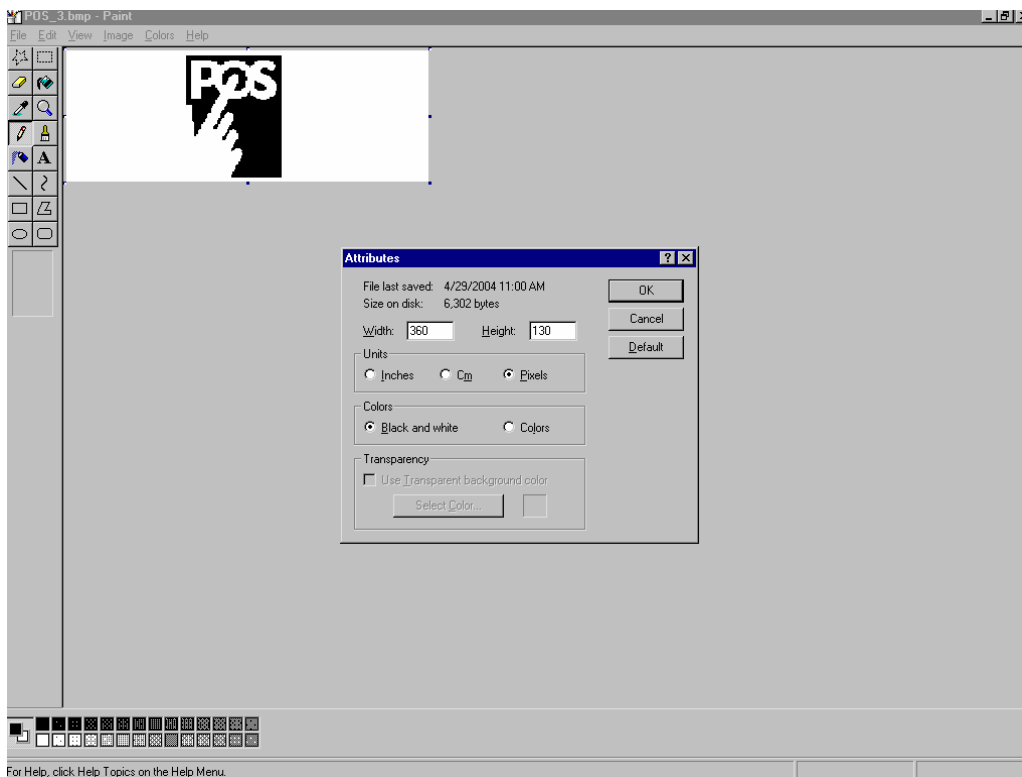 POS_3.bmp - Paint
File Edit View Image Colors Help
POS
A
Attributes
File last saved: 4/29/2004 11:00 AM
Size on disk: 6,302 bytes
Width: 360 Height: 130
Units
Inches Cm Pixels
Colors
Black and white Colors
Transparency
Use Transparent background color
Select Color...
OK
Cancel
Default
For Help, click Help Topics on the Help Menu.